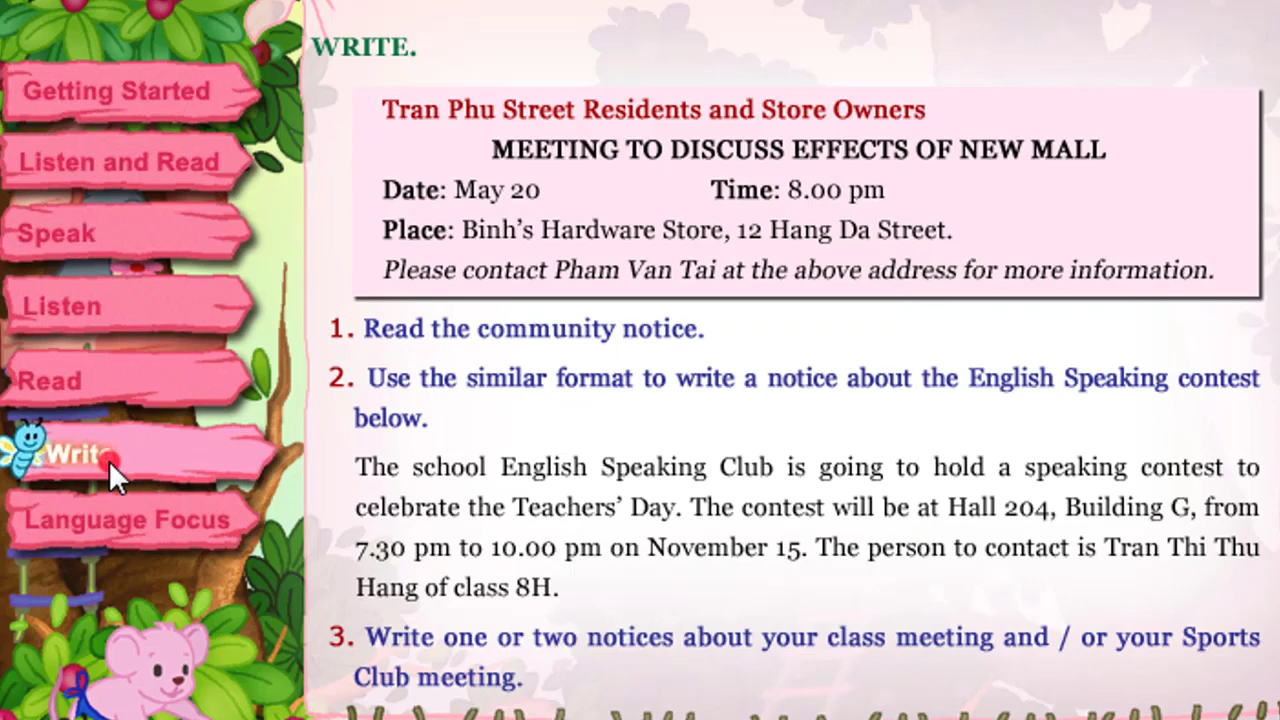 Getting Started
Listen and Read
Speak
Listen
Read
Write
Language Focus
WRITE.
Tran Phu Street Residents and Store Owners
MEETING TO DISCUSS EFFECTS OF NEW MALL
Date: May 20 Time: 8.00 pm
Place: Binh’s Hardware Store, 12 Hang Da Street.
Please contact Pham Van Tai at the above address for more information.
1. Read the community notice.
2. Use the similar format to write a notice about the English Speaking contest
below.
The school English Speaking Club is going to hold a speaking contest to
celebrate the Teachers’ Day. The contest will be at Hall 204, Building G, from
7.30 pm to 10.00 pm on November 15. The person to contact is Tran Thi Thu
Hang of class 8H.
3. Write one or two notices about your class meeting and / or your Sports
Club meeting.